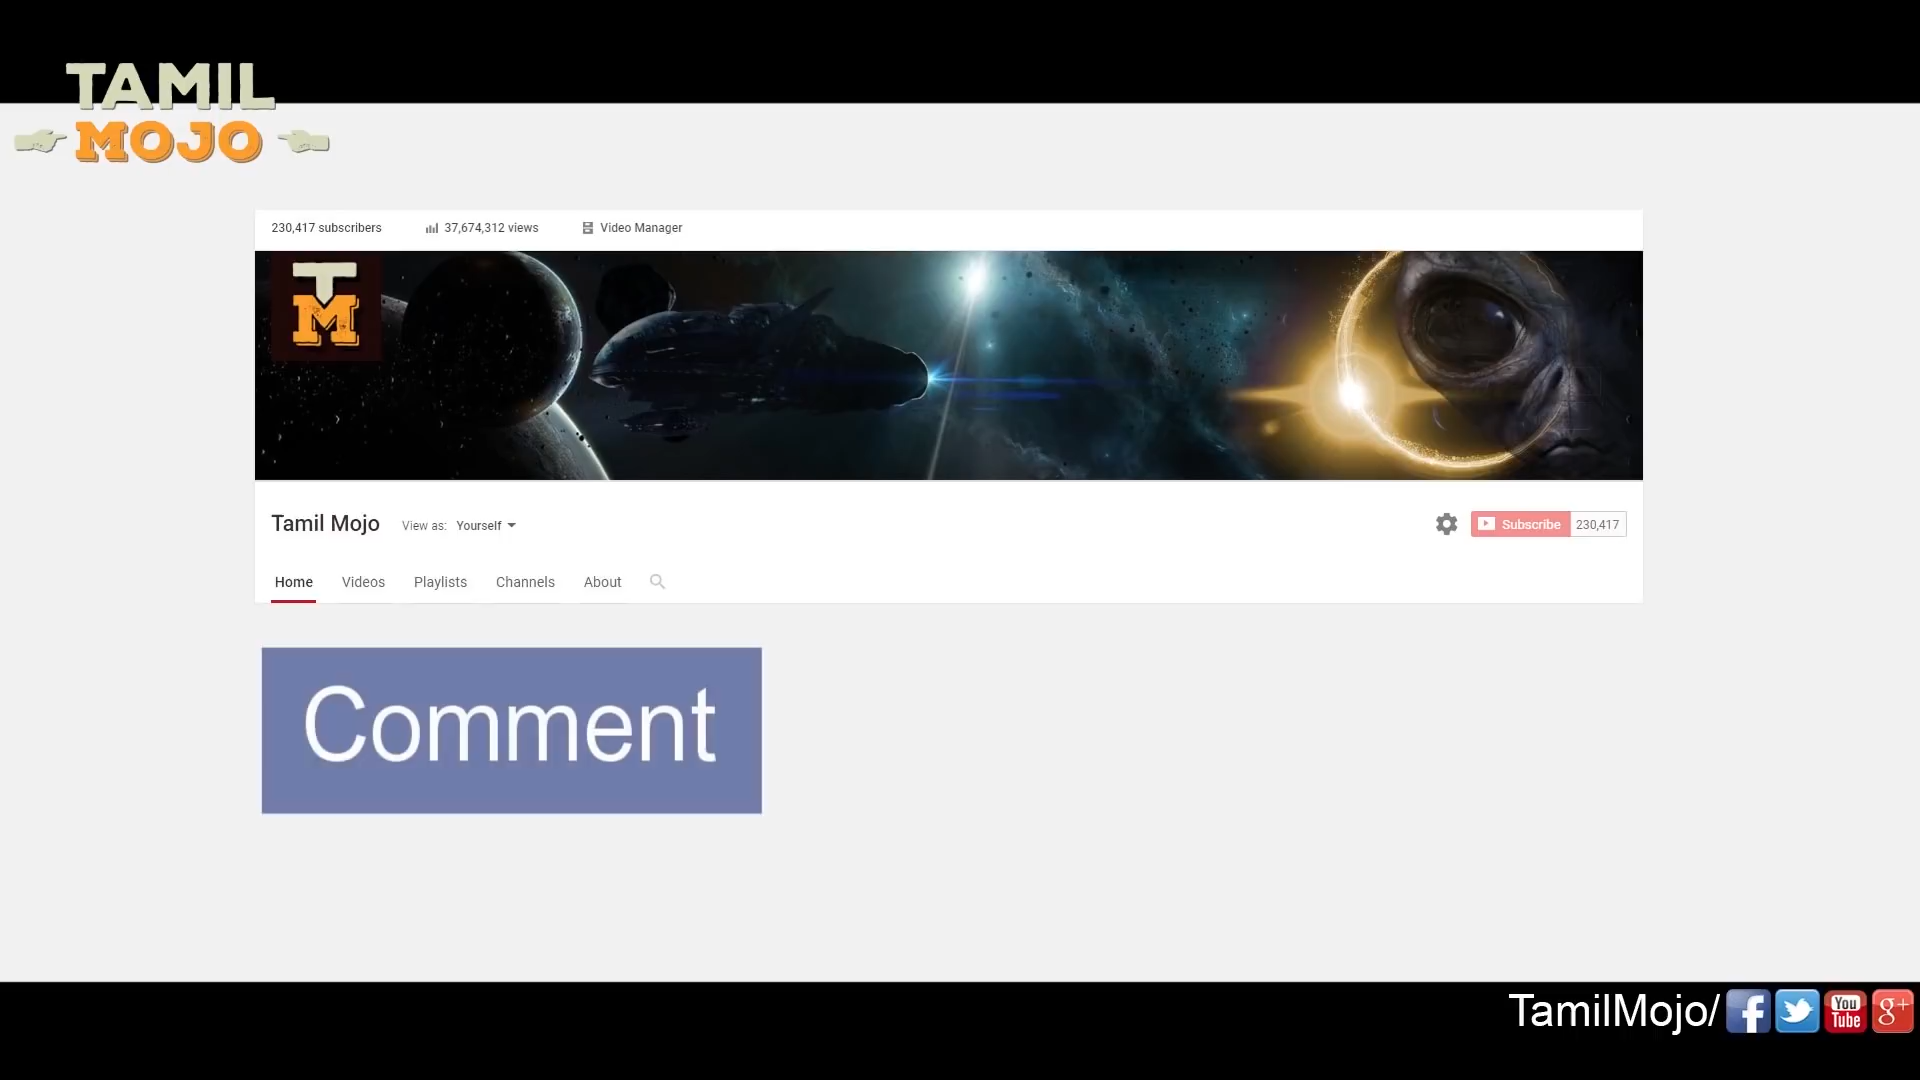 TAMIL
MOJO
230,417 subscribers 37,674,312 views Video Manager
TM
Tamil Mojo View as: Yourself Subscribe 230,417
Home Videos Playlists Channels About
Comment
TamilMojo/ f You Tube g+